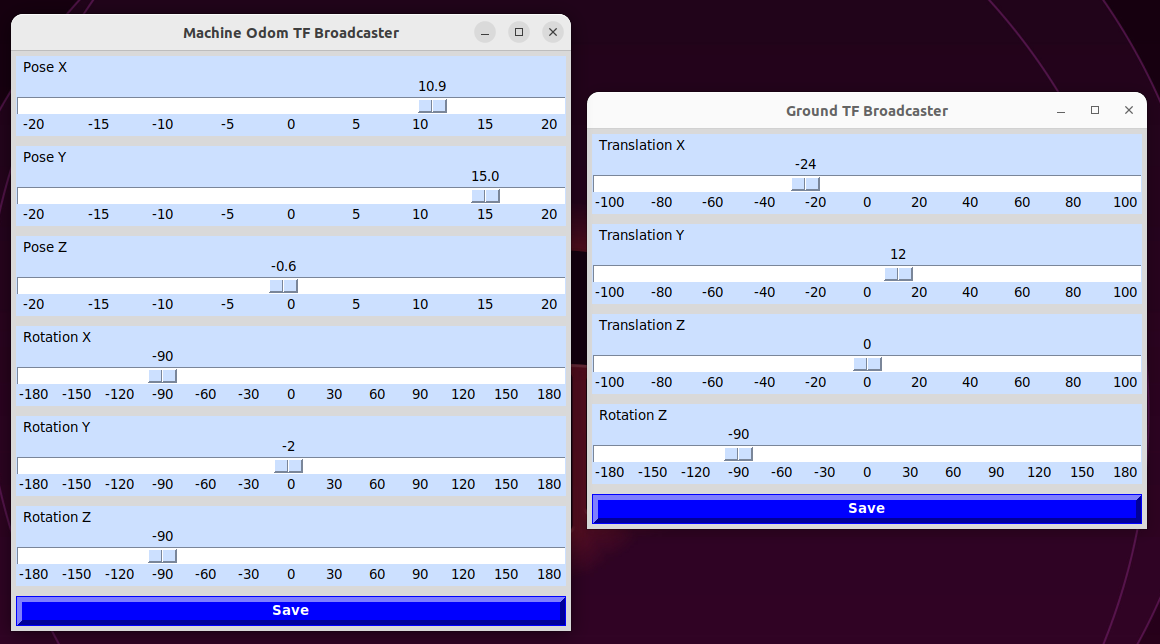 Machine Odom TF Broadcaster
Pose X
10.9
-20 -15 -10 -5 0 5 10 15 20
Pose Y
15.0
-20 -15 -10 -5 0 5 10 15 20
Pose Z
-0.6
-20 -15 -10 -5 0 5 10 15 20
Rotation X
-90
-180 -150 -120 -90 -60 -30 0 30 60 90 120 150 180
Rotation Y
-2
-180 -150 -120 -90 -60 -30 0 30 60 90 120 150 180
Rotation Z
-90
-180 -150 -120 -90 -60 -30 0 30 60 90 120 150 180
Save
Ground TF Broadcaster
Translation X
-24
-100 -80 -60 -40 -20 0 20 40 60 80 100
Translation Y
12
-100 -80 -60 -40 -20 0 20 40 60 80 100
Translation Z
0
-100 -80 -60 -40 -20 0 20 40 60 80 100
Rotation Z
-90
-180 -150 -120 -90 -60 -30 0 30 60 90 120 150 180
Save